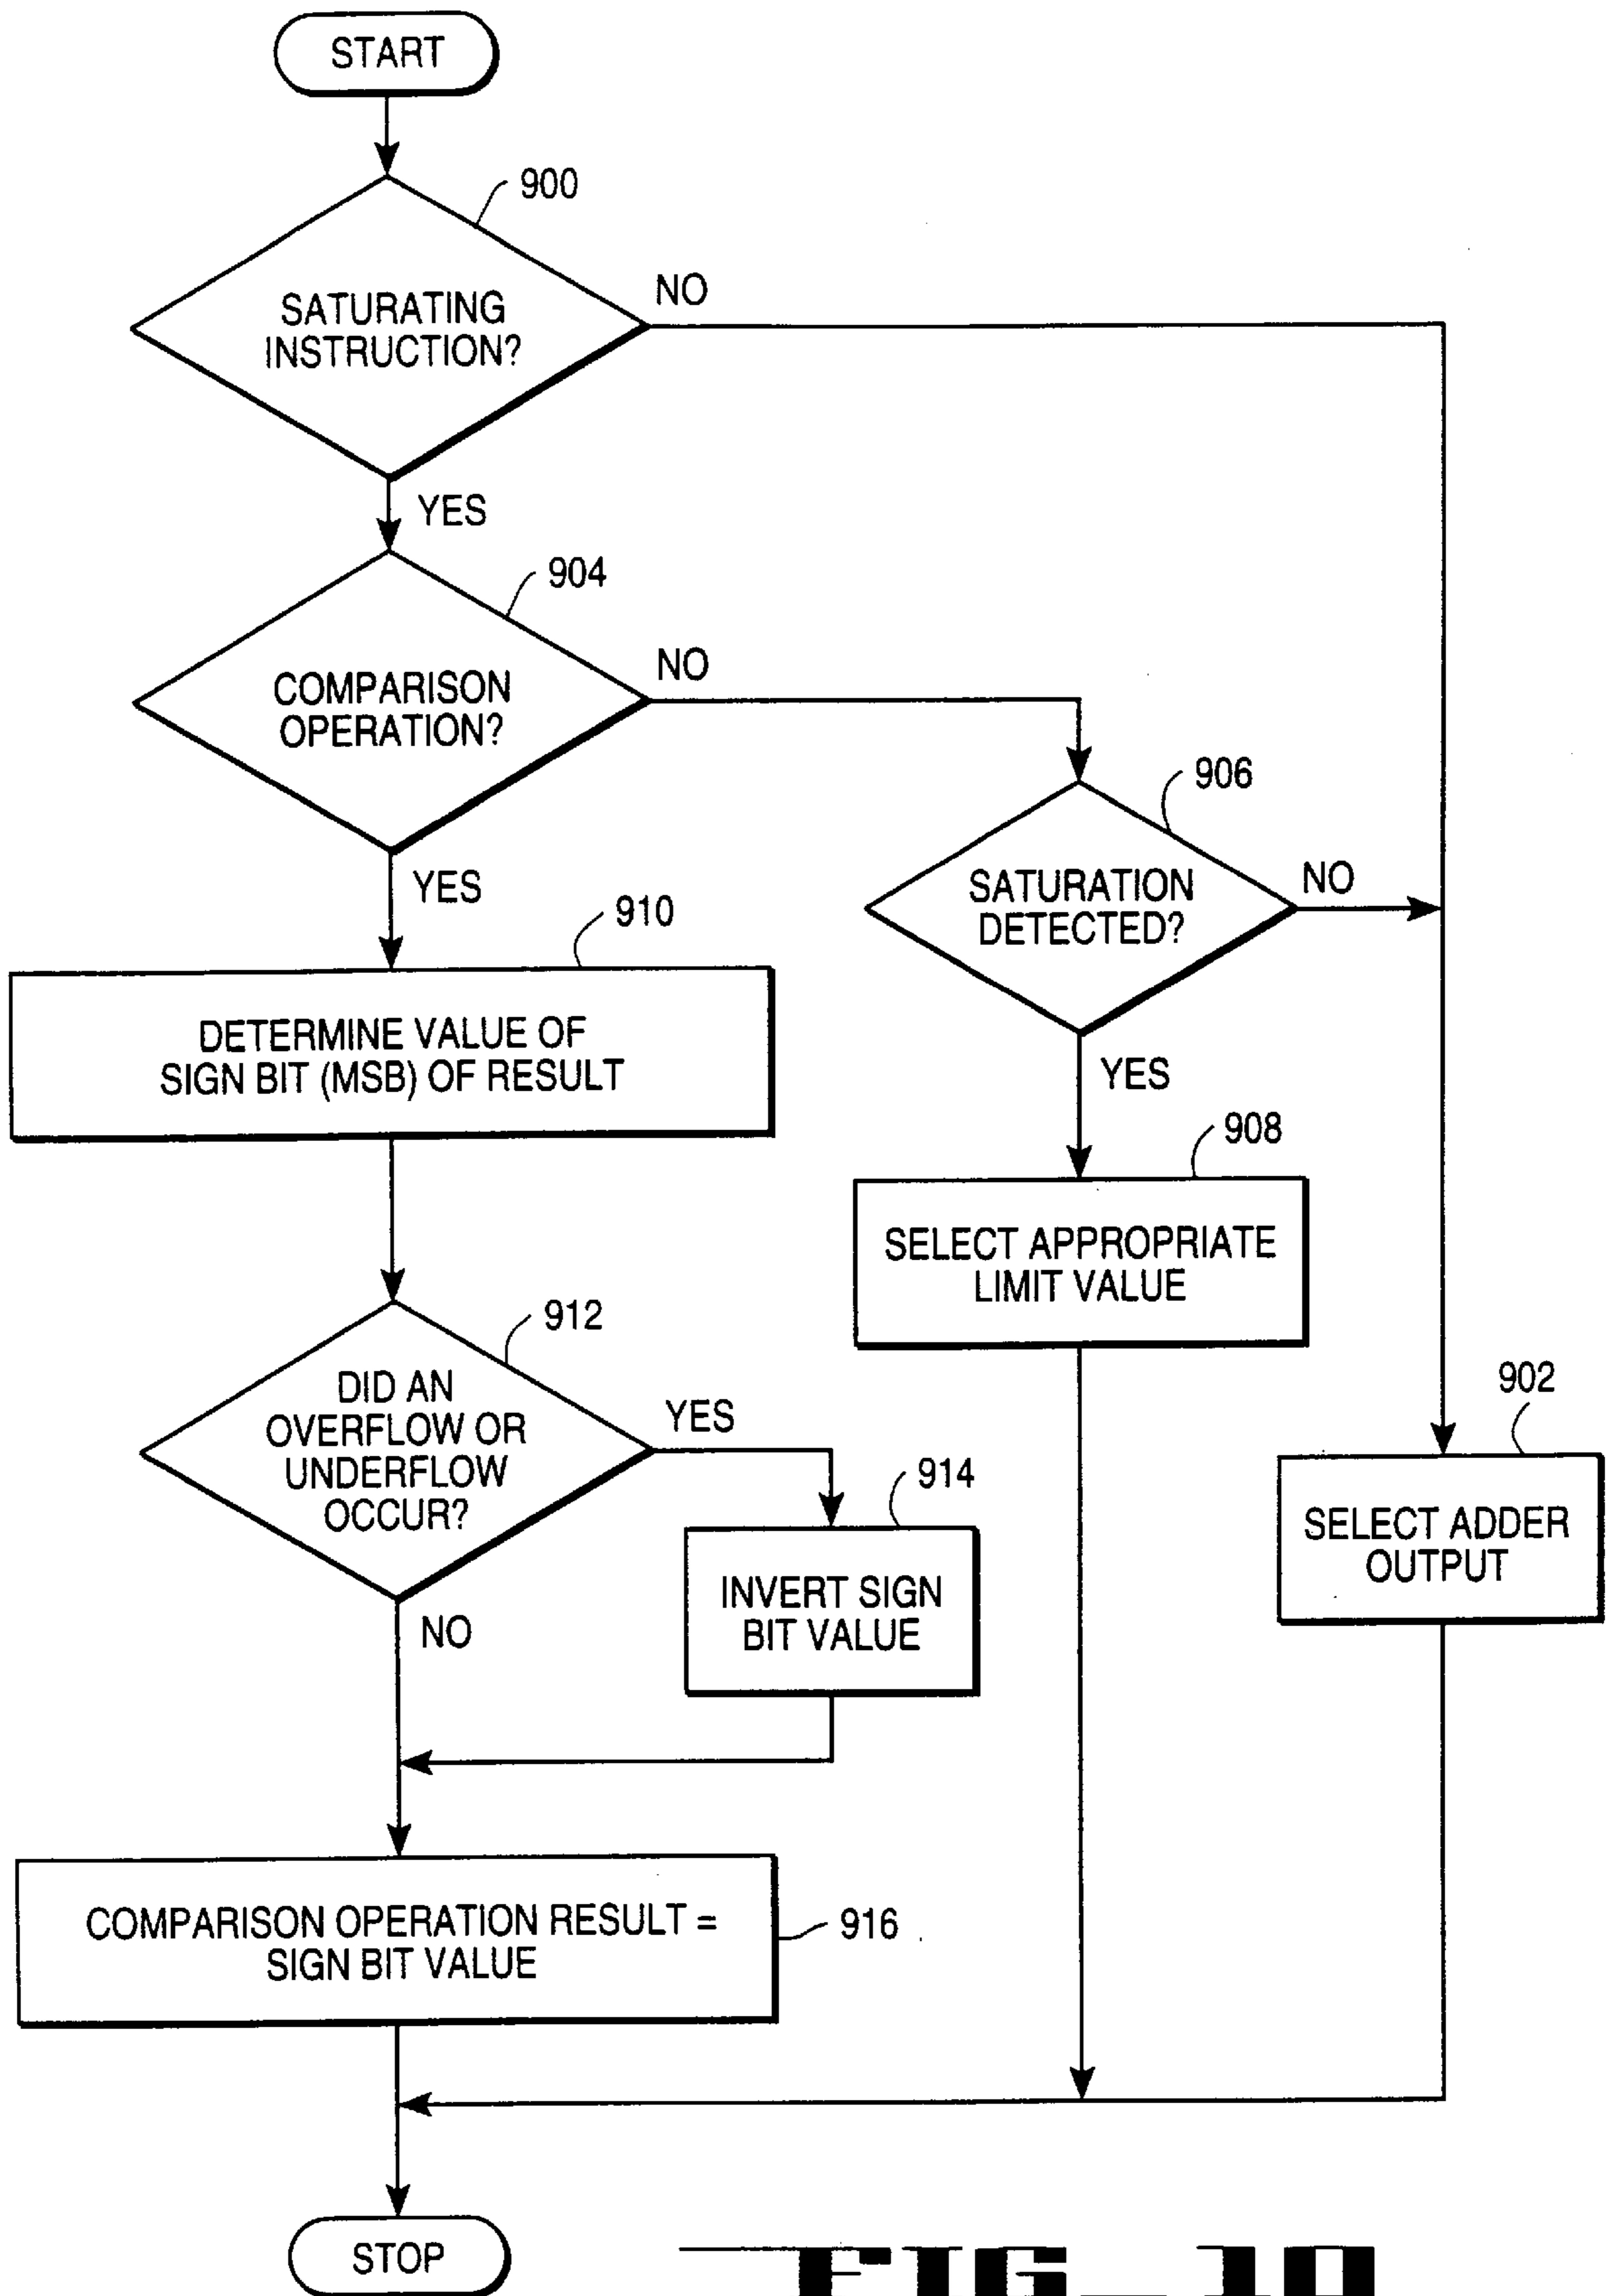 START
900
SATURATING
INSTRUCTION?
NO
YES
904
COMPARISON
OPERATION?
NO
YES
906
SATURATION
DETECTED?
NO
YES
910
DETERMINE VALUE OF
SIGN BIT (MSB) OF RESULT
908
SELECT APPROPRIATE
LIMIT VALUE
912
DID AN
OVERFLOW OR
UNDERFLOW
OCCUR?
YES
NO
914
INVERT SIGN
BIT VALUE
902
SELECT ADDER
OUTPUT
COMPARISON OPERATION RESULT =
SIGN BIT VALUE
916
STOP
FIG_10